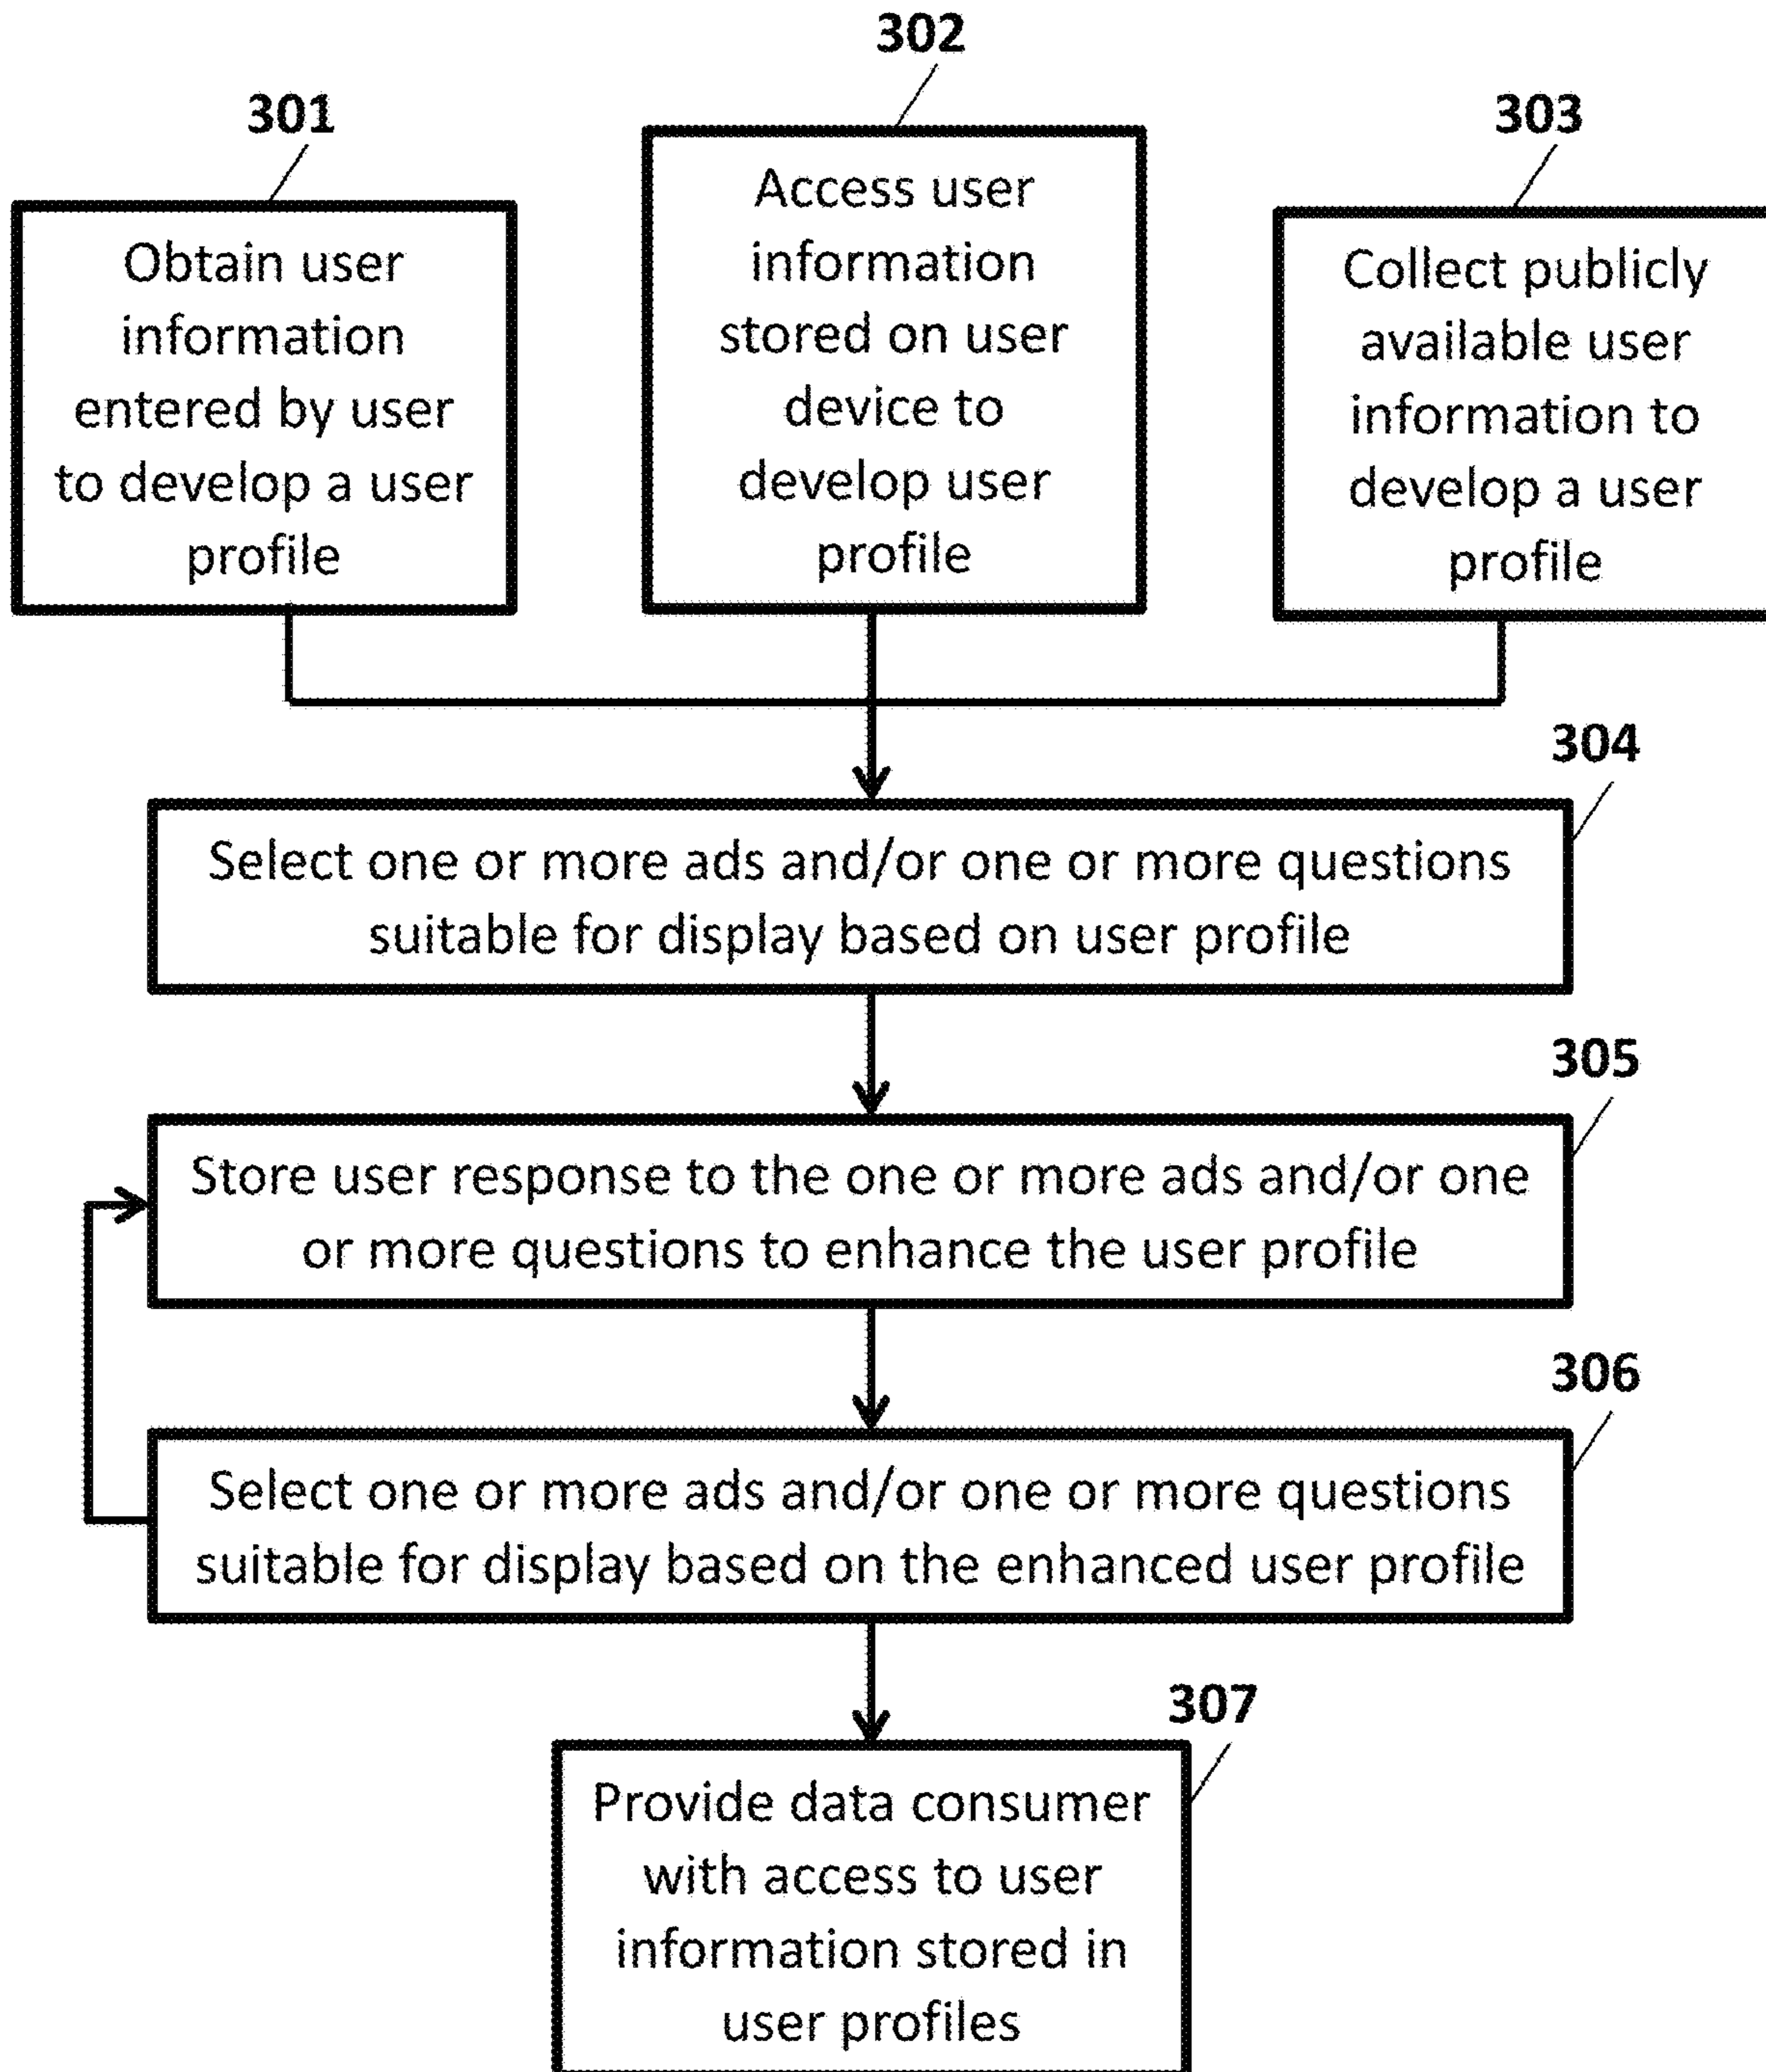 302
301
303
Obtain user
information
entered by user
to develop a user
profile
Access user
information
stored on user
device to
develop user
profile
Collect publicly
available user
information to
develop a user
profile
304
Select one or more ads and/or one or more questions
suitable for display based on user profile
305
Store user response to the one or more ads and/or one
or more questions to enhance the user profile
306
Select one or more ads and/or one or more questions
suitable for display based on the enhanced user profile
307
Provide data consumer
with access to user
information stored in
user profiles